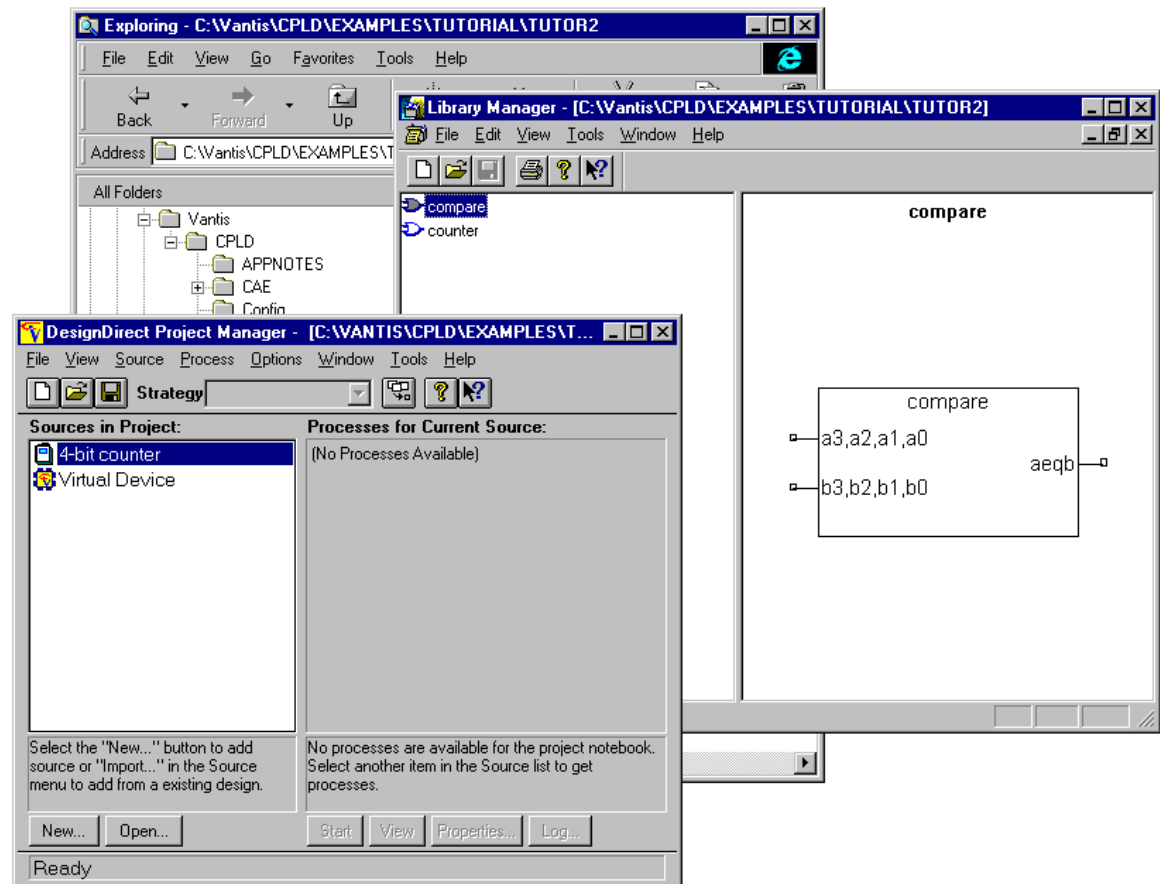 Exploring - C:\Vantis\CPLD\EXAMPLES\TUTORIAL\TUTOR2
File Edit View Go Favorites Tools Help
Back Forward Up
Address C:\Vantis\CPLD\EXAMPLES\T
All Folders
Vantis
CPLD
APPNOTES
CAE
Config
Library Manager - [C:\Vantis\CPLD\EXAMPLES\TUTORIAL\TUTOR2]
File Edit View Tools Window Help
compare
counter
compare
compare
a3,a2,a1,a0
aeqb
b3,b2,b1,b0
DesignDirect Project Manager - [C:\VANTIS\CPLD\EXAMPLES\T...
File View Source Process Options Window Tools Help
Strategy
Sources in Project:
4-bit counter
Virtual Device
Processes for Current Source:
(No Processes Available)
Select the "New..." button to add
source or "Import..." in the Source
menu to add from a existing design.
No processes are available for the project notebook.
Select another item in the Source list to get
processes.
New... Open... Start View Properties... Log...
Ready